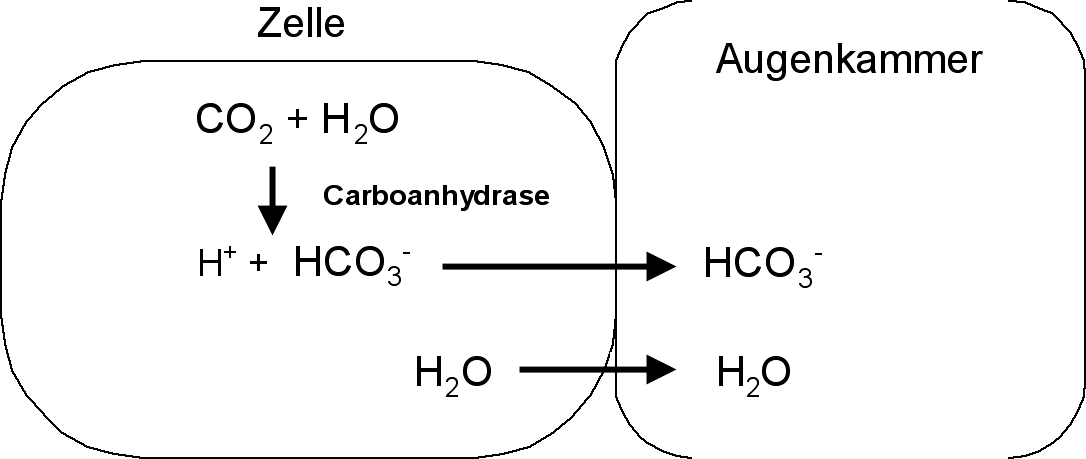 Zelle
Augenkammer
CO₂ + H₂O
Carboanhydrase
H⁺ + HCO₃⁻
HCO₃⁻
H₂O
H₂O